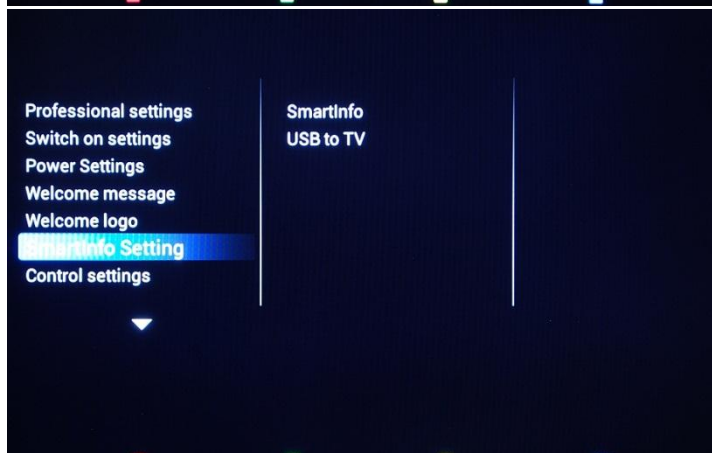 Professional settings
Switch on settings
Power Settings
Welcome message
Welcome logo
SmartInfo Setting
Control settings
SmartInfo
USB to TV